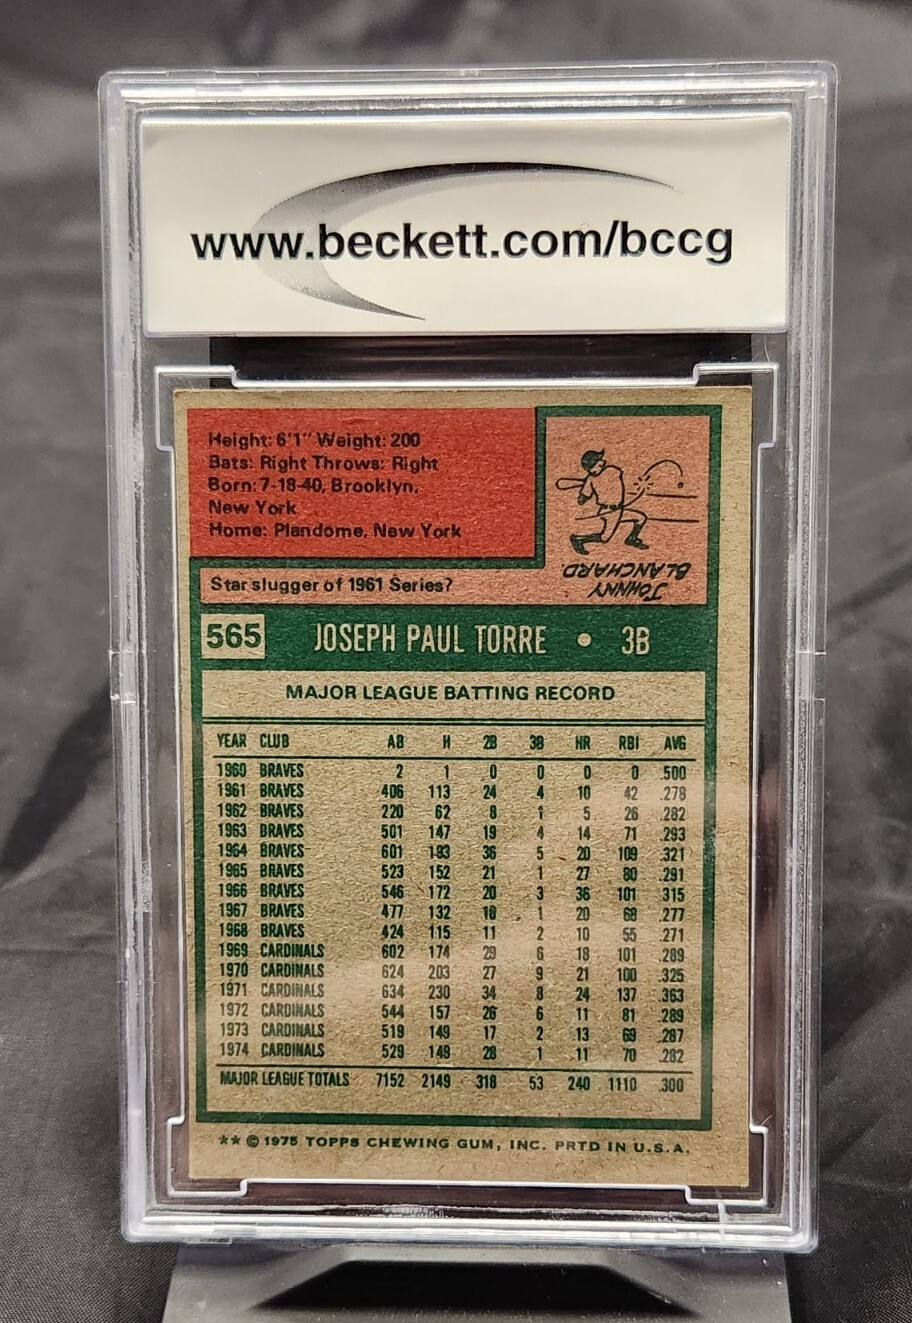 www.beckett.com/bccg
Height: 6'1" Weight: 200
Bats: Right Throws: Right
Born: 7-18-40, Brooklyn,
New York
Home: Plandome, New York
JOHNNY
BLANCHARD
Star slugger of 1961 Series?
565 JOSEPH PAUL TORRE • 3B
MAJOR LEAGUE BATTING RECORD
YEAR CLUB AB H 2B 3B HR RBI AVG
1960 BRAVES 2 1 0 0 0 0 .500
1961 BRAVES 406 113 24 4 10 42 .278
1962 BRAVES 220 62 8 1 5 26 .282
1963 BRAVES 501 147 19 4 14 71 .293
1964 BRAVES 601 193 36 5 20 109 .321
1965 BRAVES 523 152 21 1 27 80 .291
1966 BRAVES 546 172 20 3 36 101 .315
1967 BRAVES 477 132 18 1 20 68 .277
1968 BRAVES 424 115 11 2 10 55 .271
1969 CARDINALS 602 174 29 6 18 101 .289
1970 CARDINALS 624 203 27 9 21 100 .325
1971 CARDINALS 634 230 34 8 24 137 .363
1972 CARDINALS 544 157 26 6 11 81 .289
1973 CARDINALS 519 149 17 2 13 69 .287
1974 CARDINALS 529 149 28 1 11 70 .282
MAJOR LEAGUE TOTALS 7152 2149 318 53 240 1110 .300
** © 1975 TOPPS CHEWING GUM, INC. PRTD IN U.S.A.